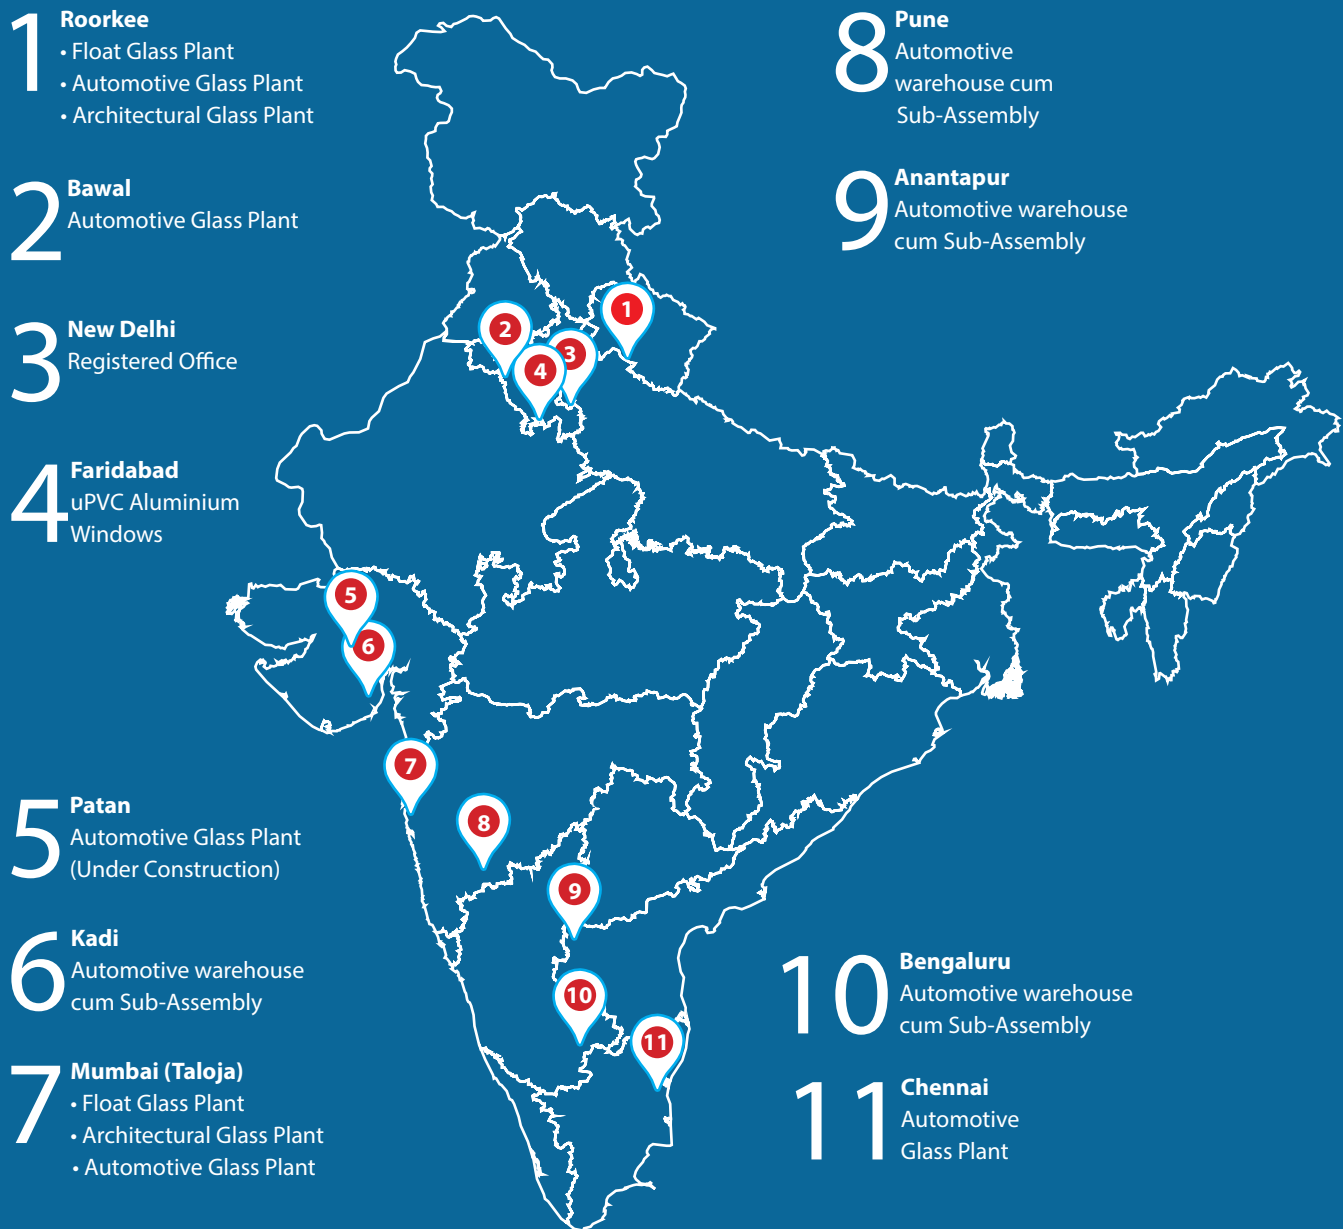 1
Roorkee
• Float Glass Plant
• Automotive Glass Plant
• Architectural Glass Plant
2
Bawal
Automotive Glass Plant
3
New Delhi
Registered Office
4
Faridabad
uPVC Aluminium
Windows
5
Patan
Automotive Glass Plant
(Under Construction)
6
Kadi
Automotive warehouse
cum Sub-Assembly
7
Mumbai (Taloja)
• Float Glass Plant
• Architectural Glass Plant
• Automotive Glass Plant
8
Pune
Automotive
warehouse cum
Sub-Assembly
9
Anantapur
Automotive warehouse
cum Sub-Assembly
10
Bengaluru
Automotive warehouse
cum Sub-Assembly
11
Chennai
Automotive
Glass Plant
1
2
3
4
5
6
7
8
9
10
11